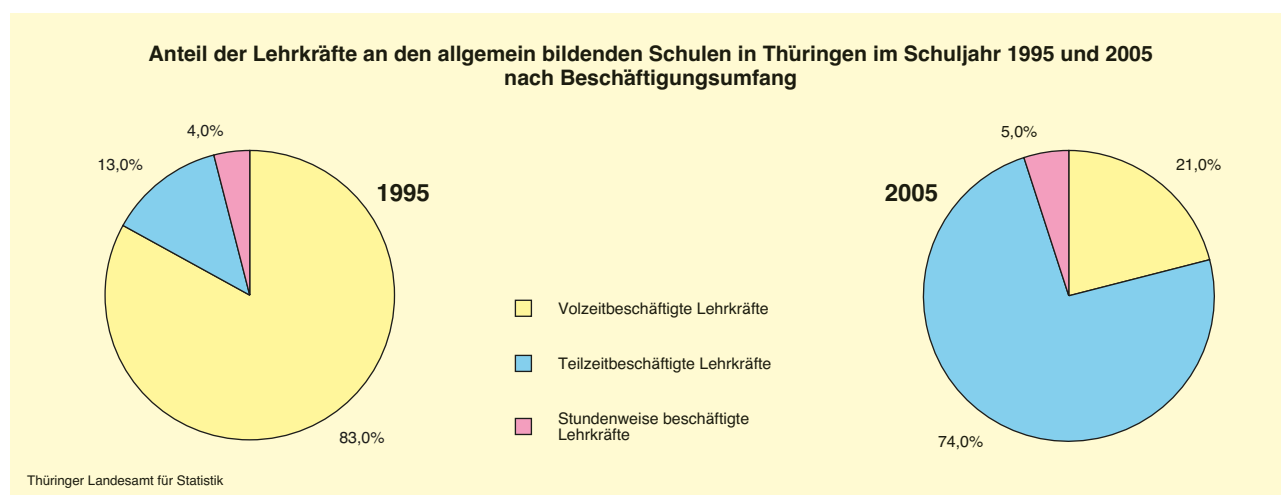 Anteil der Lehrkräfte an den allgemein bildenden Schulen in Thüringen im Schuljahr 1995 und 2005
nach Beschäftigungsumfang
4,0%
13,0%
1995
83,0%
5,0%
21,0%
2005
74,0%
Volzeitbeschäftigte Lehrkräfte
Teilzeitbeschäftigte Lehrkräfte
Stundenweise beschäftigte
Lehrkräfte
Thüringer Landesamt für Statistik